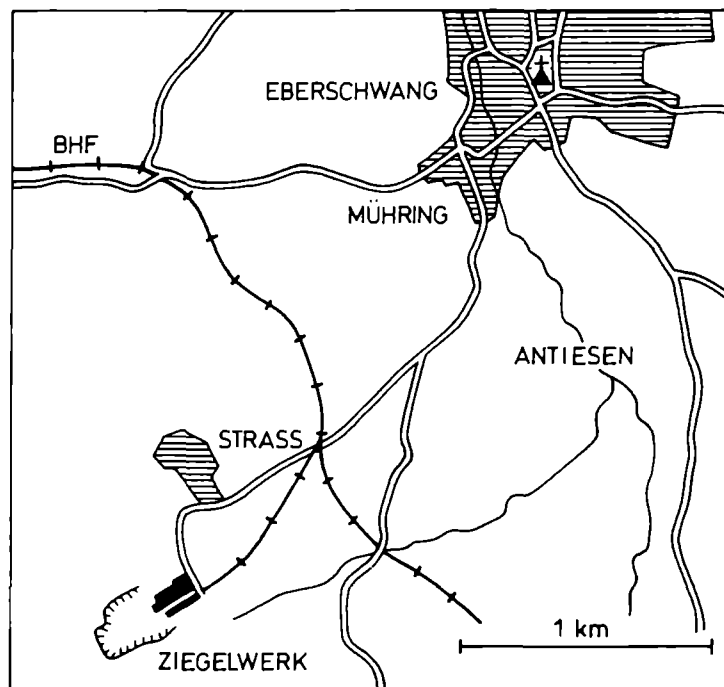 EBERSCHWANG
BHF
MÜHRING
ANTIESEN
STRASS
1 km
ZIEGELWERK